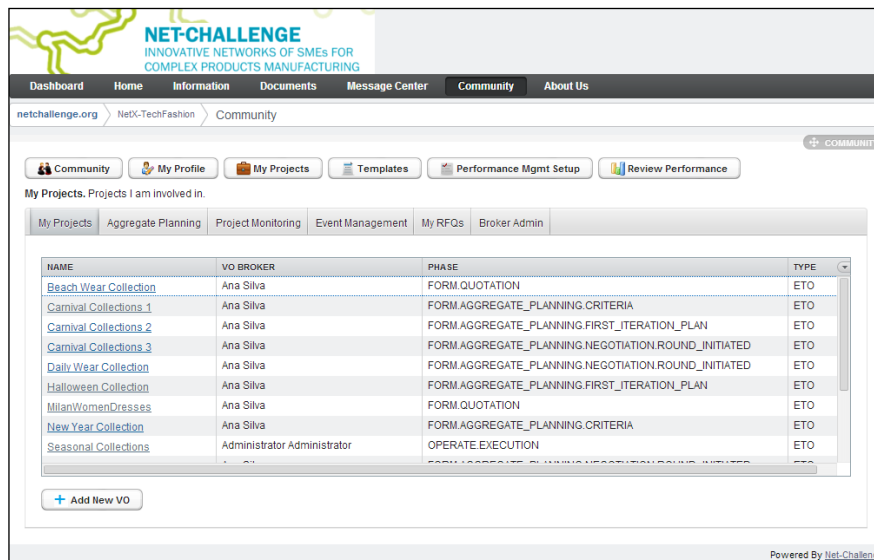 NET-CHALLENGE
INNOVATIVE NETWORKS OF SMEs FOR
COMPLEX PRODUCTS MANUFACTURING
Dashboard Home Information Documents Message Center Community About Us
netchallenge.org NetX-TechFashion Community
COMMUNIT
Community My Profile My Projects Templates Performance Mgmt Setup Review Performance
My Projects. Projects I am involved in.
My Projects Aggregate Planning Project Monitoring Event Management My RFQs Broker Admin
NAME VO BROKER PHASE TYPE
Beach Wear Collection Ana Silva FORM.QUOTATION ETO
Carnival Collections 1 Ana Silva FORM.AGGREGATE_PLANNING.CRITERIA ETO
Carnival Collections 2 Ana Silva FORM.AGGREGATE_PLANNING.FIRST_ITERATION_PLAN ETO
Carnival Collections 3 Ana Silva FORM.AGGREGATE_PLANNING.NEGOTIATION.ROUND_INITIATED ETO
Daily Wear Collection Ana Silva FORM.AGGREGATE_PLANNING.NEGOTIATION.ROUND_INITIATED ETO
Halloween Collection Ana Silva FORM.AGGREGATE_PLANNING.FIRST_ITERATION_PLAN ETO
MilanWomenDresses Ana Silva FORM.QUOTATION ETO
New Year Collection Ana Silva FORM.AGGREGATE_PLANNING.CRITERIA ETO
Seasonal Collections Administrator Administrator OPERATE.EXECUTION ETO
+ Add New VO
Powered By Net-Challeng